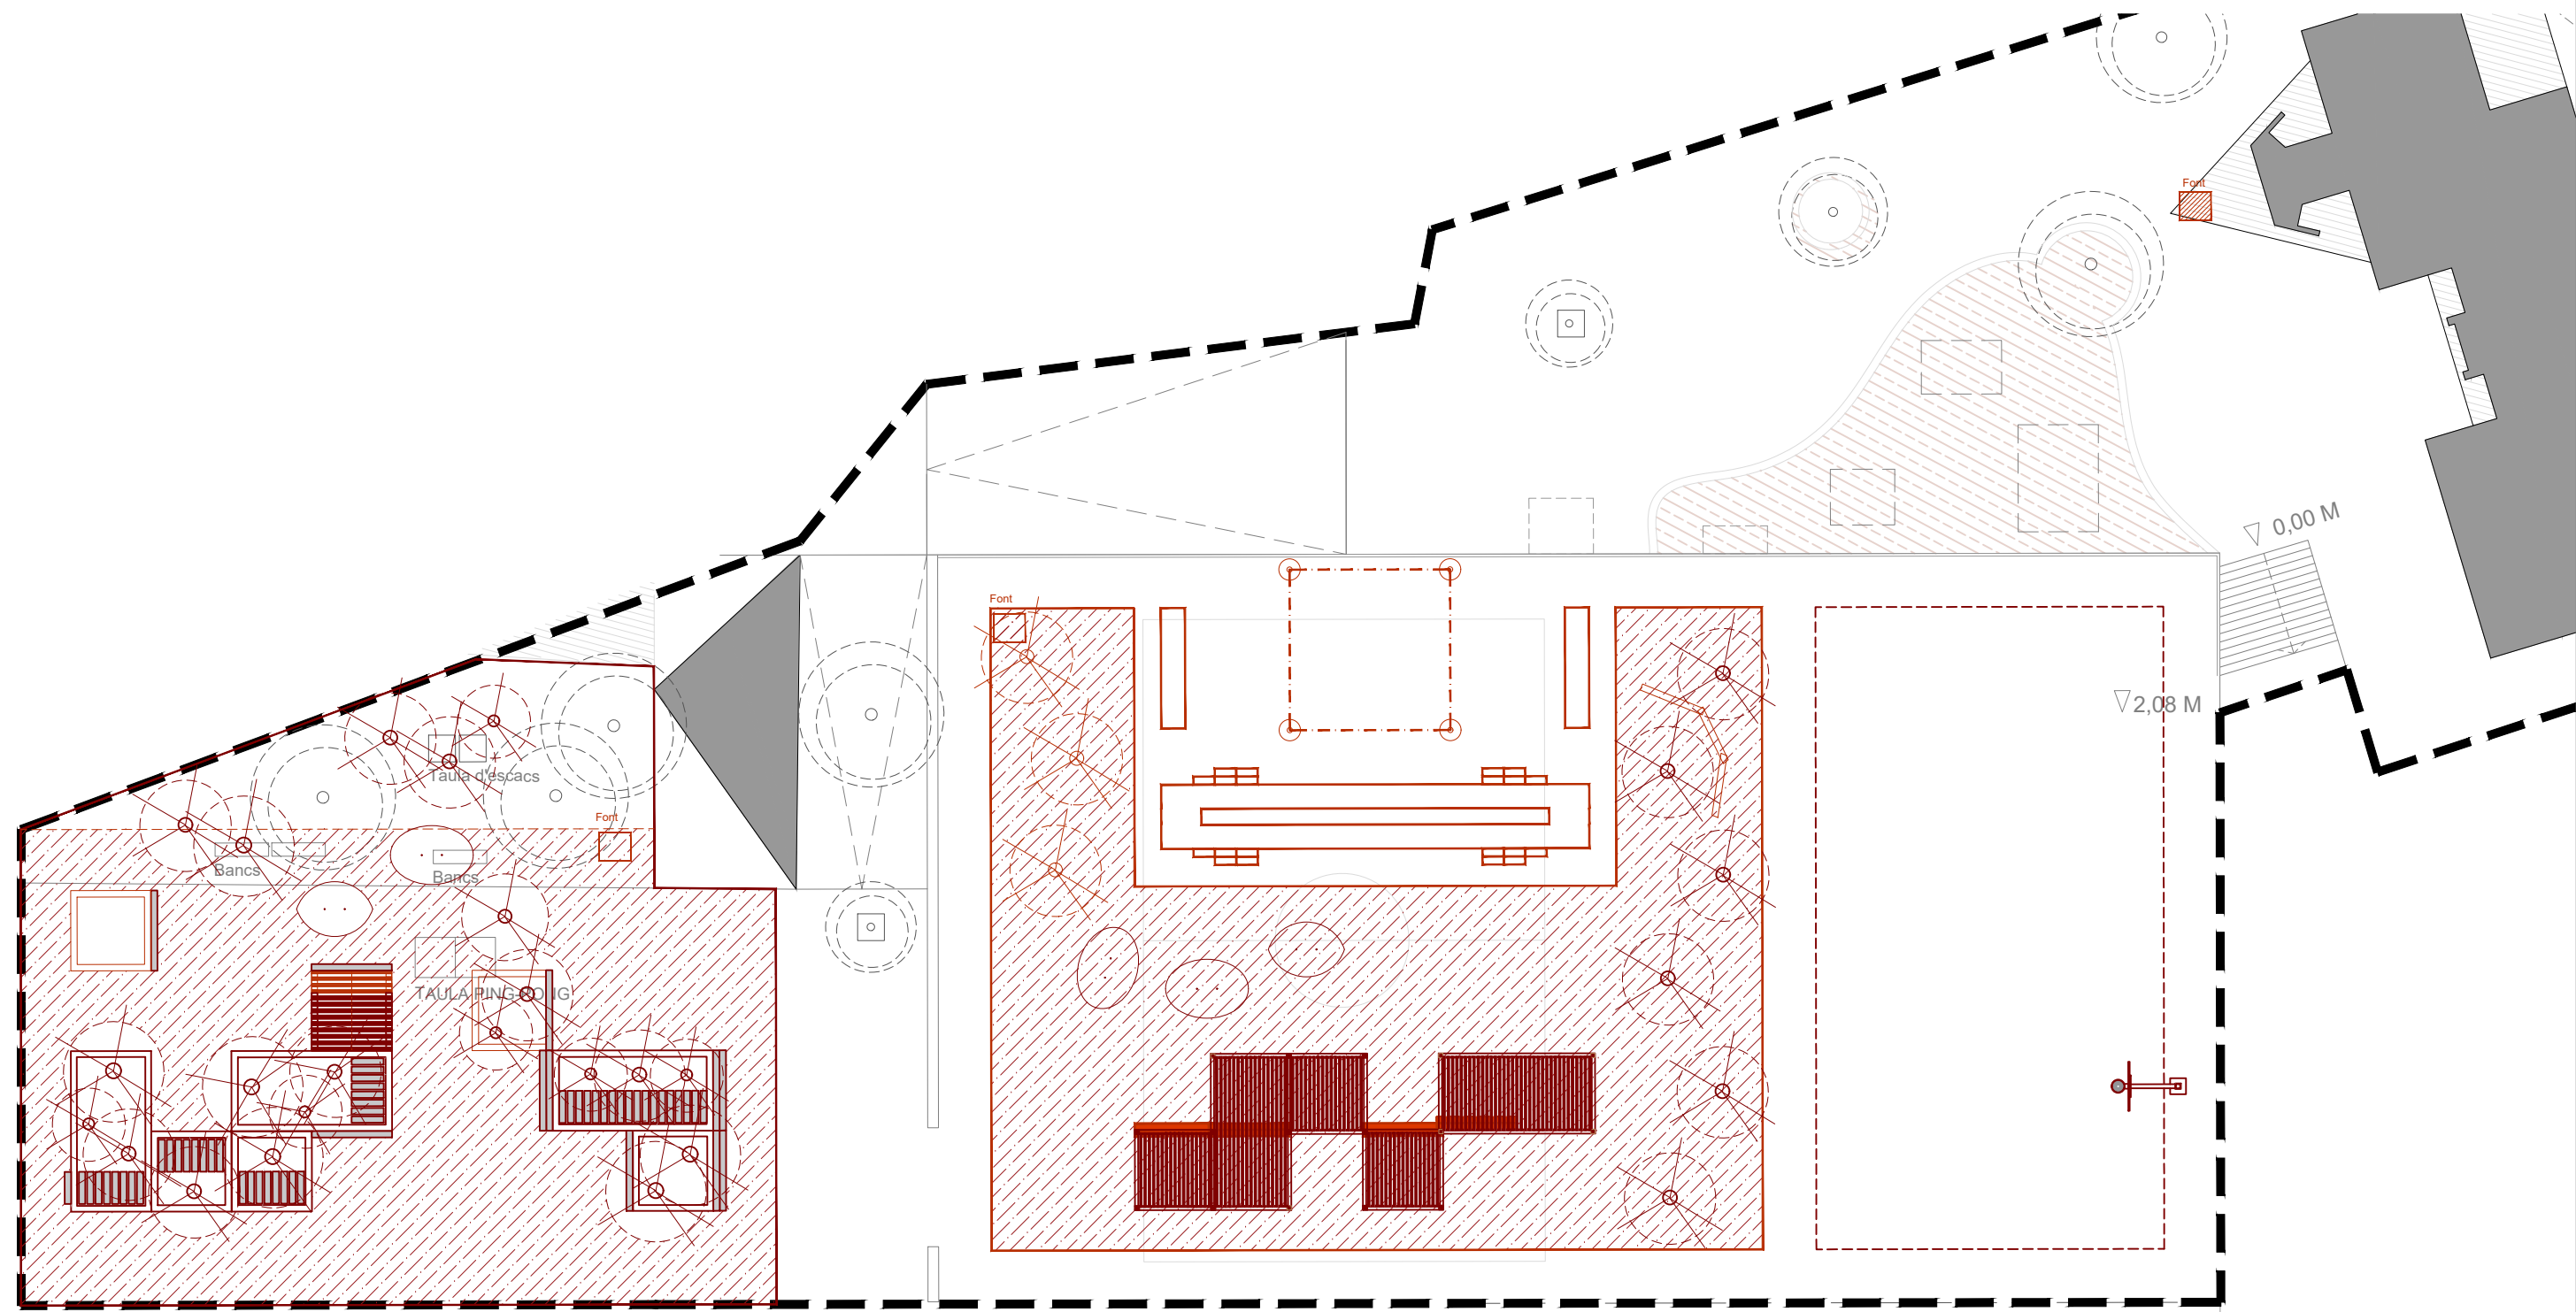 Font
0,00 M
Font
2,08 M
Taula d'escacs
Font
Bancs
Bancs
TAULA PING-PONG